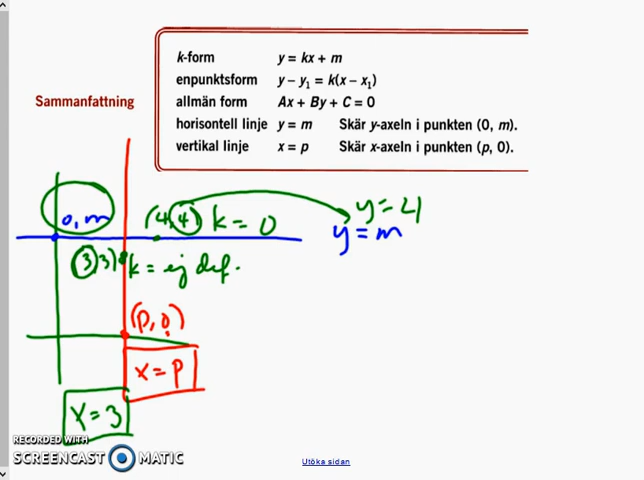 k-form y = kx + m
enpunktsform y – y₁ = k(x – x₁)
Sammanfattning allmän form Ax + By + C = 0
horisontell linje y = m Skär y-axeln i punkten (0, m).
vertikal linje x = p Skär x-axeln i punkten (p, 0).
0, m (4,4) k = 0 y = 4
y = m
(3,3) k = ej def.
(p, 0)
x = p
x = 3
RECORDED WITH
SCREENCAST MATIC
Utöka sidan